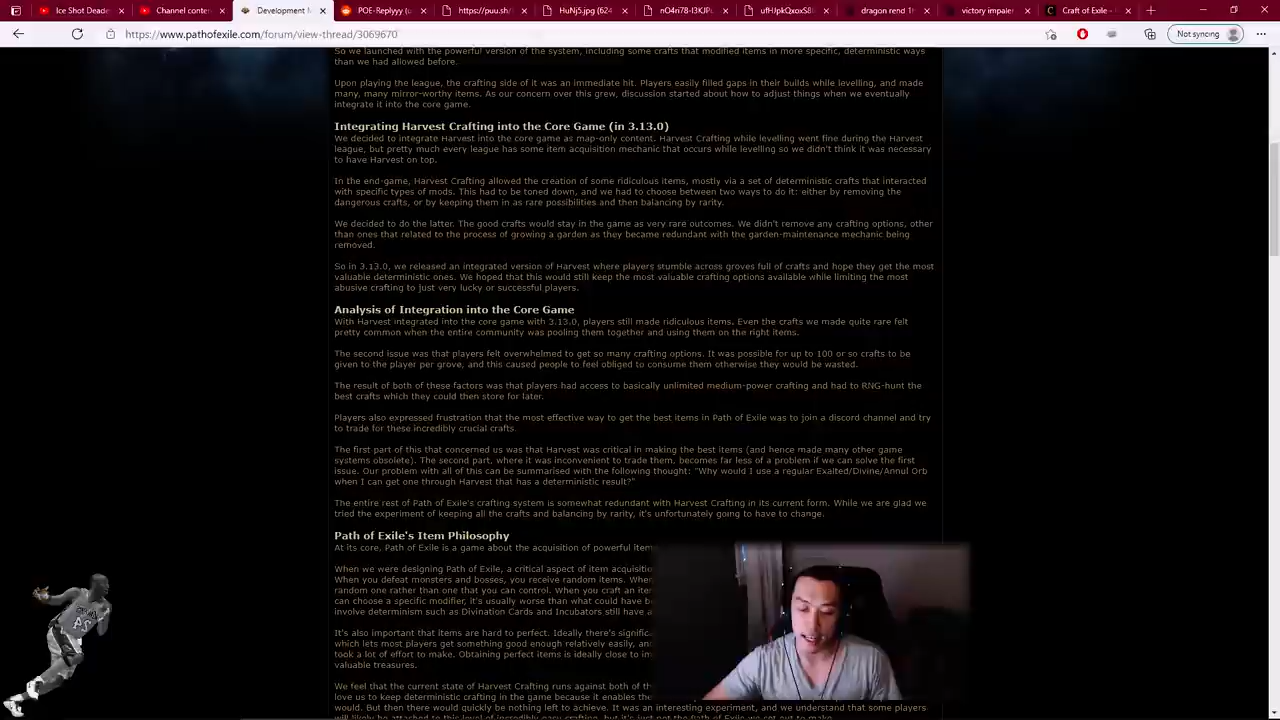 Ice Shot Deade
Channel conten
Development M
POE-Replyyy (u
https://puu.sh/
HuNj5.jpg (624
nO4ri78-I3KJPu
ufHJpkQxoxS8I
dragon rend 1h
victory impaler
Craft of Exile -
https://www.pathofexile.com/forum/view-thread/3069670
Not syncing
So we launched with the powerful version of the system, including some crafts that modified items in more specific, deterministic ways
than we had allowed before.
Upon playing the league, the crafting side of it was an immediate hit. Players easily filled gaps in their builds while levelling, and made
many, many mirror-worthy items. As our concern over this grew, discussion started about how to adjust things when we eventually
integrate it into the core game.
Integrating Harvest Crafting into the Core Game (in 3.13.0)
We decided to integrate Harvest into the core game as map-only content. Harvest Crafting while levelling went fine during the Harvest
league, but pretty much every league has some item acquisition mechanic that occurs while levelling so we didn't think it was necessary
to have Harvest on top.
In the end-game, Harvest Crafting allowed the creation of some ridiculous items, mostly via a set of deterministic crafts that interacted
with specific types of mods. This had to be toned down, and we had to choose between two ways to do it: either by removing the
dangerous crafts, or by keeping them in as rare possibilities and then balancing by rarity.
We decided to do the latter. The good crafts would stay in the game as very rare outcomes. We didn't remove any crafting options, other
than ones that related to the process of growing a garden as they became redundant with the garden-maintenance mechanic being
removed.
So in 3.13.0, we released an integrated version of Harvest where players stumble across groves full of crafts and hope they get the most
valuable deterministic ones. We hoped that this would still keep the most valuable crafting options available while limiting the most
abusive crafting to just very lucky or successful players.
Analysis of Integration into the Core Game
With Harvest integrated into the core game with 3.13.0, players still made ridiculous items. Even the crafts we made quite rare felt
pretty common when the entire community was pooling them together and using them on the right items.
The second issue was that players felt overwhelmed to get so many crafting options. It was possible for up to 100 or so crafts to be
given to the player per grove, and this caused people to feel obliged to consume them otherwise they would be wasted.
The result of both of these factors was that players had access to basically unlimited medium-power crafting and had to RNG-hunt the
best crafts which they could then store for later.
Players also expressed frustration that the most effective way to get the best items in Path of Exile was to join a discord channel and try
to trade for these incredibly crucial crafts.
The first part of this that concerned us was that Harvest was critical in making the best items (and hence made many other game
systems obsolete). The second part, where it was inconvenient to trade them, becomes far less of a problem if we can solve the first
issue. Our problem with all of this can be summarised with the following thought: "Why would I use a regular Exalted/Divine/Annul Orb
when I can get one through Harvest that has a deterministic result?"
The entire rest of Path of Exile's crafting system is somewhat redundant with Harvest Crafting in its current form. While we are glad we
tried the experiment of keeping all the crafts and balancing by rarity, it's unfortunately going to have to change.
Path of Exile's Item Philosophy
At its core, Path of Exile is a game about the acquisition of powerful item
When we were designing Path of Exile, a critical aspect of item acquisitio
When you defeat monsters and bosses, you receive random items. When
random one rather than one that you can control. When you craft an iter
can choose a specific modifier, it's usually worse than what could have be
involve determinism such as Divination Cards and Incubators still have a
It's also important that items are hard to perfect. Ideally there's signific
which lets most players get something good enough relatively easily, and
took a lot of effort to make. Obtaining perfect items is ideally close to im
valuable treasures.
We feel that the current state of Harvest Crafting runs against both of th
love us to keep deterministic crafting in the game because it enables the
would. But then there would quickly be nothing left to achieve. It was an interesting experiment, and we understand that some players
will likely be attached to this level of incredibly easy crafting, but it's just not the Path of Exile we set out to make.